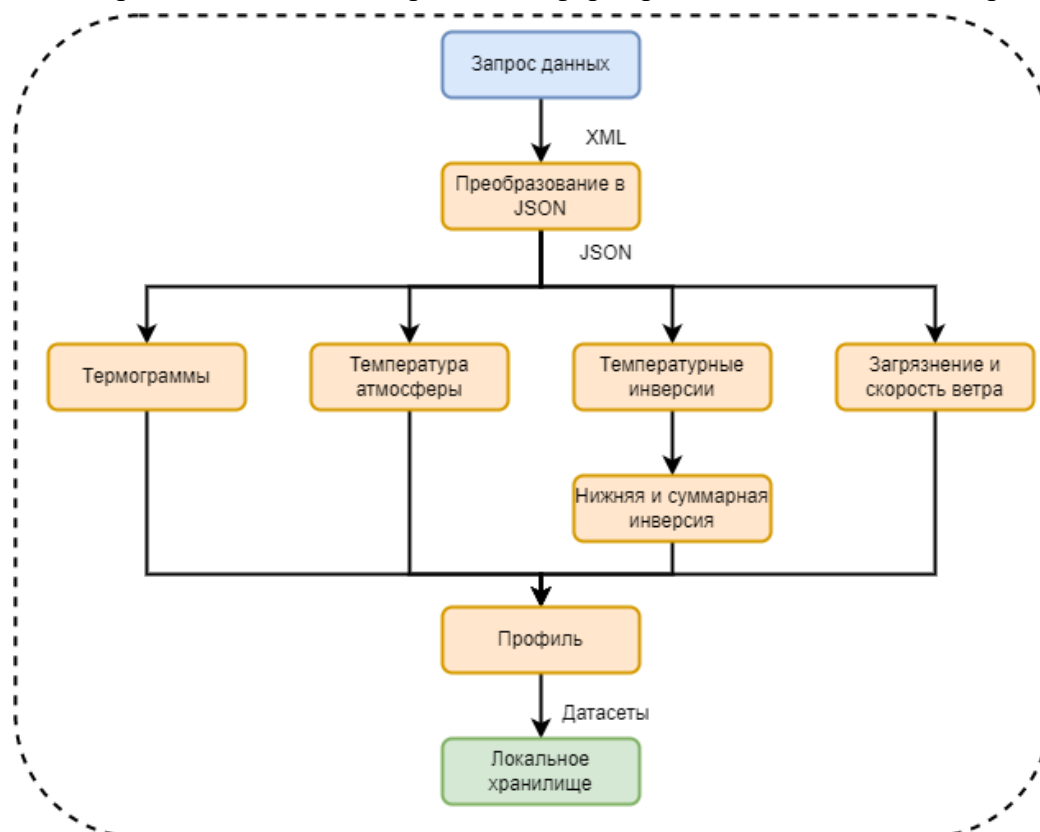 Запрос данных
XML
Преобразование в
JSON
JSON
Термограммы
Температура
атмосферы
Температурные
инверсии
Загрязнение и
скорость ветра
Нижняя и суммарная
инверсия
Профиль
Датасеты
Локальное
хранилище